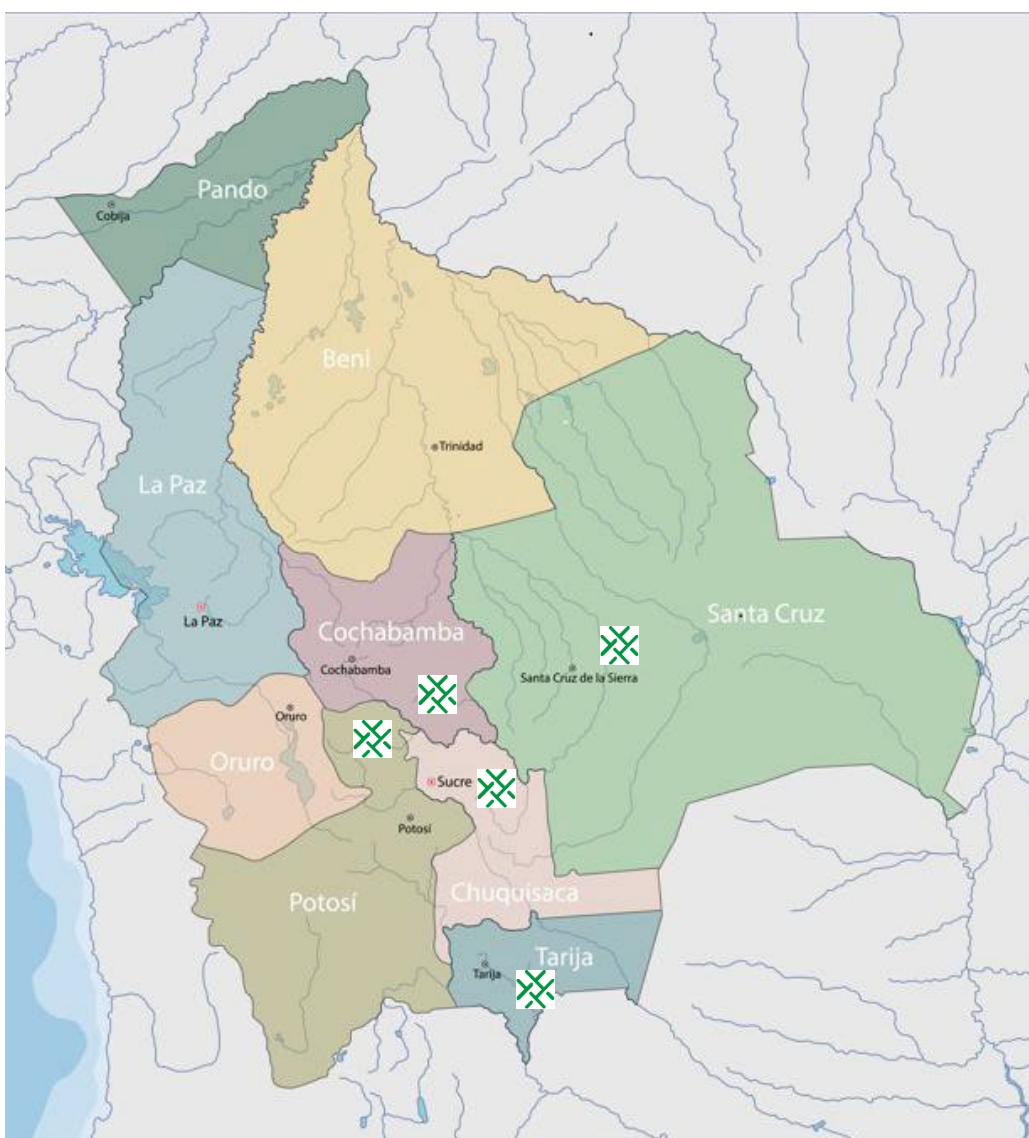 Pando
Cobija
Beni
Trinidad
La Paz
La Paz
Santa Cruz
Cochabamba
Cochabamba
Santa Cruz de la Sierra
Oruro
Oruro
Sucre
Potosí
Potosí
Chuquisaca
Tarija
Tarija